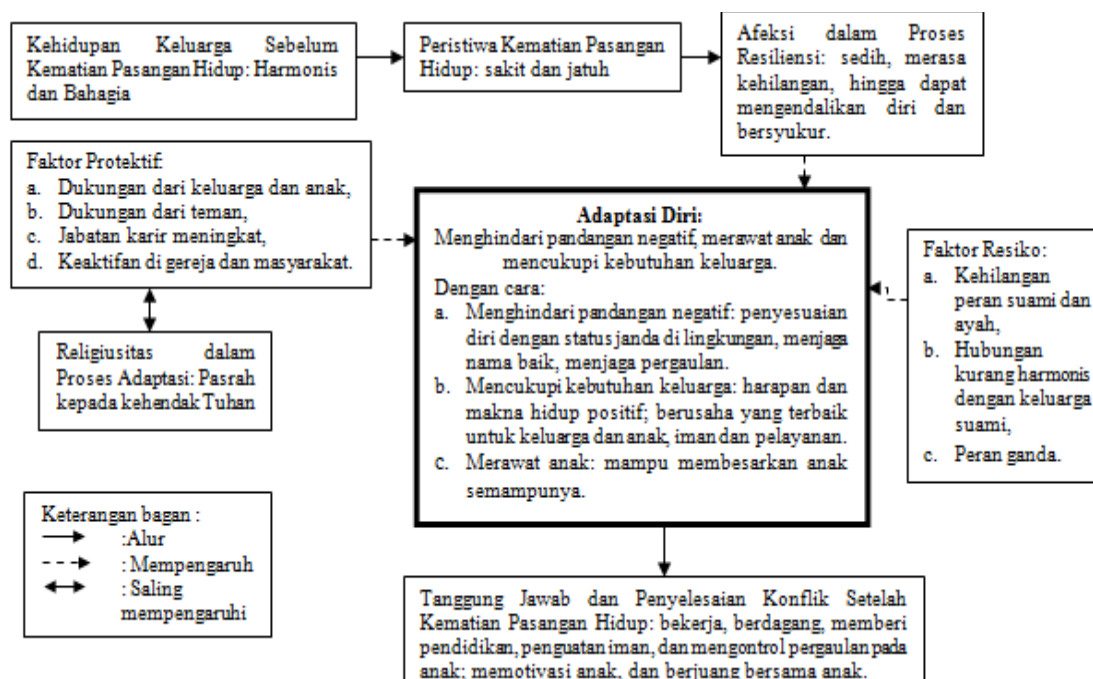 Kehidupan Keluarga Sebelum
Kematian Pasangan Hidup: Harmonis
dan Bahagia
Peristiwa Kematian Pasangan
Hidup: sakit dan jatuh
Afeksi dalam Proses
Resiliensi: sedih, merasa
kehilangan, hingga dapat
mengendalikan diri dan
bersyukur.
Faktor Protektif:
a. Dukungan dari keluarga dan anak,
b. Dukungan dari teman,
c. Jabatan karir meningkat,
d. Keaktifan di gereja dan masyarakat.
Adaptasi Diri:
Menghindari pandangan negatif, merawat anak dan
mencukupi kebutuhan keluarga.
Dengan cara:
a. Menghindari pandangan negatif: penyesuaian
diri dengan status janda di lingkungan, menjaga
nama baik, menjaga pergaulan.
b. Mencukupi kebutuhan keluarga: harapan dan
makna hidup positif; berusaha yang terbaik
untuk keluarga dan anak, iman dan pelayanan.
c. Merawat anak: mampu membesarkan anak
semampunya.
Faktor Resiko:
a. Kehilangan
peran suami dan
ayah,
b. Hubungan
kurang harmonis
dengan keluarga
suami,
c. Peran ganda.
Religiusitas dalam
Proses Adaptasi: Pasrah
kepada kehendak Tuhan
Keterangan bagan :
:Alur
: Mempengaruh
: Saling
mempengaruhi
Tanggung Jawab dan Penyelesaian Konflik Setelah
Kematian Pasangan Hidup: bekerja, berdagang, memberi
pendidikan, penguatan iman, dan mengontrol pergaulan pada
anak; memotivasi anak, dan berjuang bersama anak.